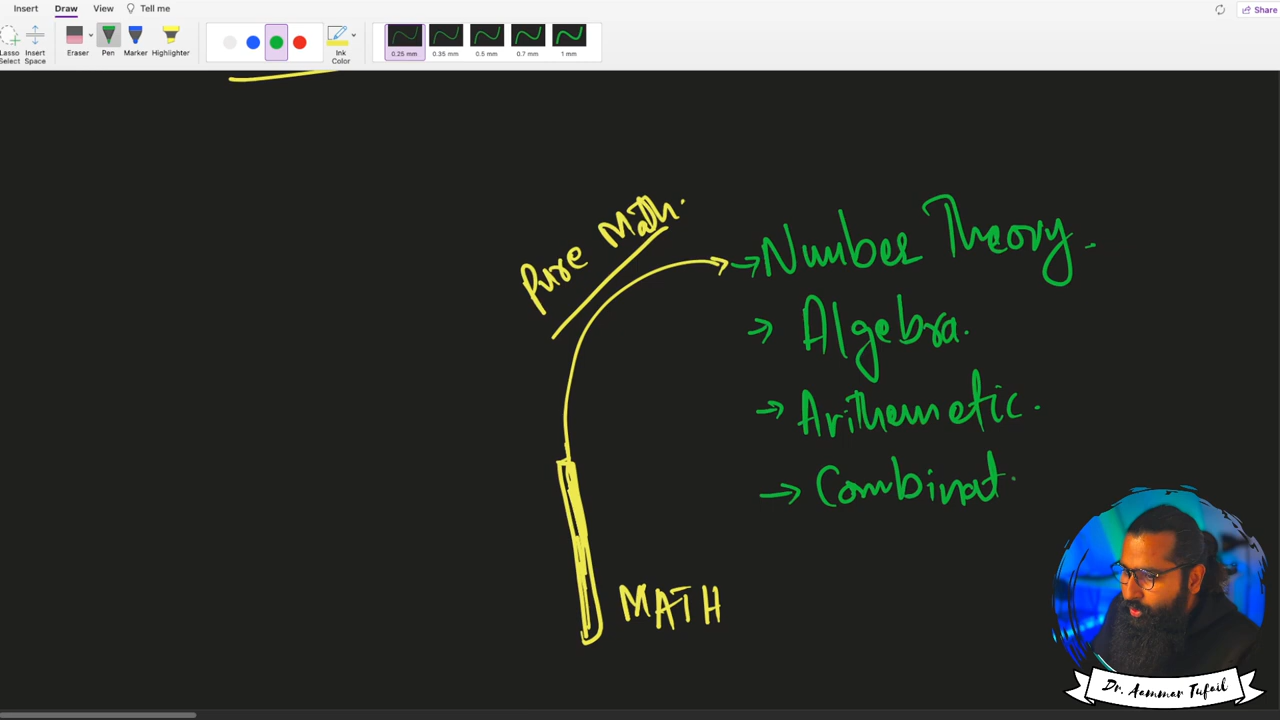 Insert Draw View Tell me
Share
Lasso Select
Insert Space
Eraser
Pen
Marker
Highlighter
Ink Color
0.25 mm
0.35 mm
0.5 mm
0.7 mm
1 mm
Pure Math.
→ Number Theory.
→ Algebra.
→ Arithemetic.
→ Combinat
MATH
Dr. Aammar Tufail